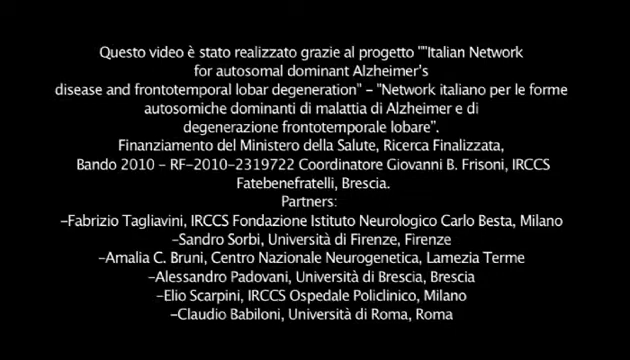 Questo video è stato realizzato grazie al progetto ""Italian Network
for autosomal dominant Alzheimer's
disease and frontotemporal lobar degeneration" - "Network italiano per le forme
autosomiche dominanti di malattia di Alzheimer e di
degenerazione frontotemporale lobare".
Finanziamento del Ministero della Salute, Ricerca Finalizzata,
Bando 2010 - RF-2010-2319722 Coordinatore Giovanni B. Frisoni, IRCCS
Fatebenefratelli, Brescia.
Partners:
-Fabrizio Tagliavini, IRCCS Fondazione Istituto Neurologico Carlo Besta, Milano
-Sandro Sorbi, Università di Firenze, Firenze
-Amalia C. Bruni, Centro Nazionale Neurogenetica, Lamezia Terme
-Alessandro Padovani, Università di Brescia, Brescia
-Elio Scarpini, IRCCS Ospedale Policlinico, Milano
-Claudio Babiloni, Università di Roma, Roma